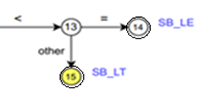 < 13 = 14 SB_LE
other
15 SB_LT